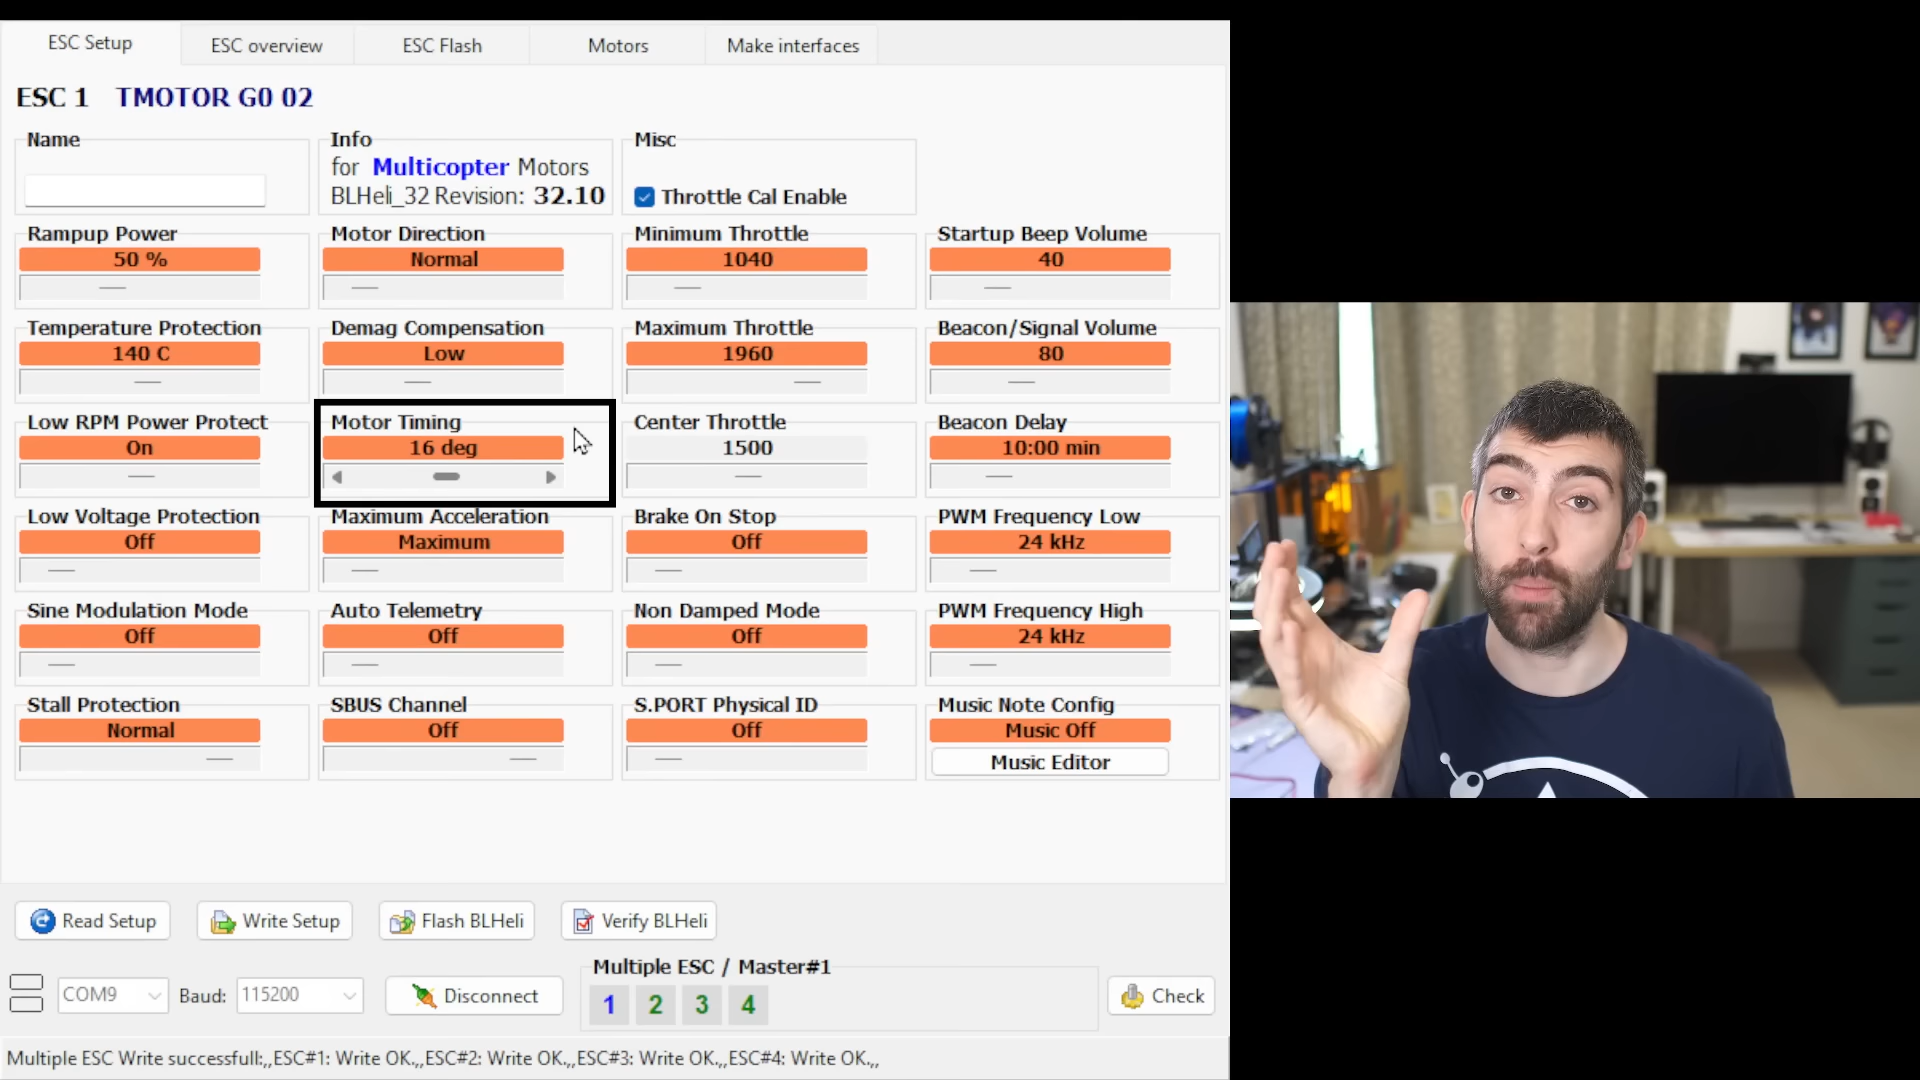 ESC Setup
ESC overview
ESC Flash
Motors
Make interfaces
ESC 1 TMOTOR G0 02
Name
Info
for Multicopter Motors
BLHeli_32 Revision: 32.10
Misc
Throttle Cal Enable
Rampup Power
50 %
Motor Direction
Normal
Minimum Throttle
1040
Startup Beep Volume
40
Temperature Protection
140 C
Demag Compensation
Low
Maximum Throttle
1960
Beacon/Signal Volume
80
Low RPM Power Protect
On
Motor Timing
16 deg
Center Throttle
1500
Beacon Delay
10:00 min
Low Voltage Protection
Off
Maximum Acceleration
Maximum
Brake On Stop
Off
PWM Frequency Low
24 kHz
Sine Modulation Mode
Off
Auto Telemetry
Off
Non Damped Mode
Off
PWM Frequency High
24 kHz
Stall Protection
Normal
SBUS Channel
Off
S.PORT Physical ID
Off
Music Note Config
Music Off
Music Editor
Read Setup
Write Setup
Flash BLHeli
Verify BLHeli
COM9
Baud:
115200
Disconnect
Multiple ESC / Master#1
1 2 3 4
Check
Multiple ESC Write successfull:,,ESC#1: Write OK.,,ESC#2: Write OK.,,ESC#3: Write OK.,,ESC#4: Write OK.,,